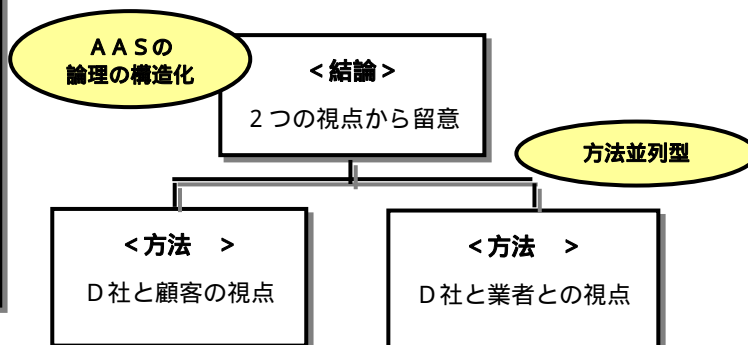 ＡＡＳの
論理の構造化
＜結論＞
２つの視点から留意
方法並列型
＜方法　＞
Ｄ社と顧客の視点
＜方法　＞
Ｄ社と業者との視点